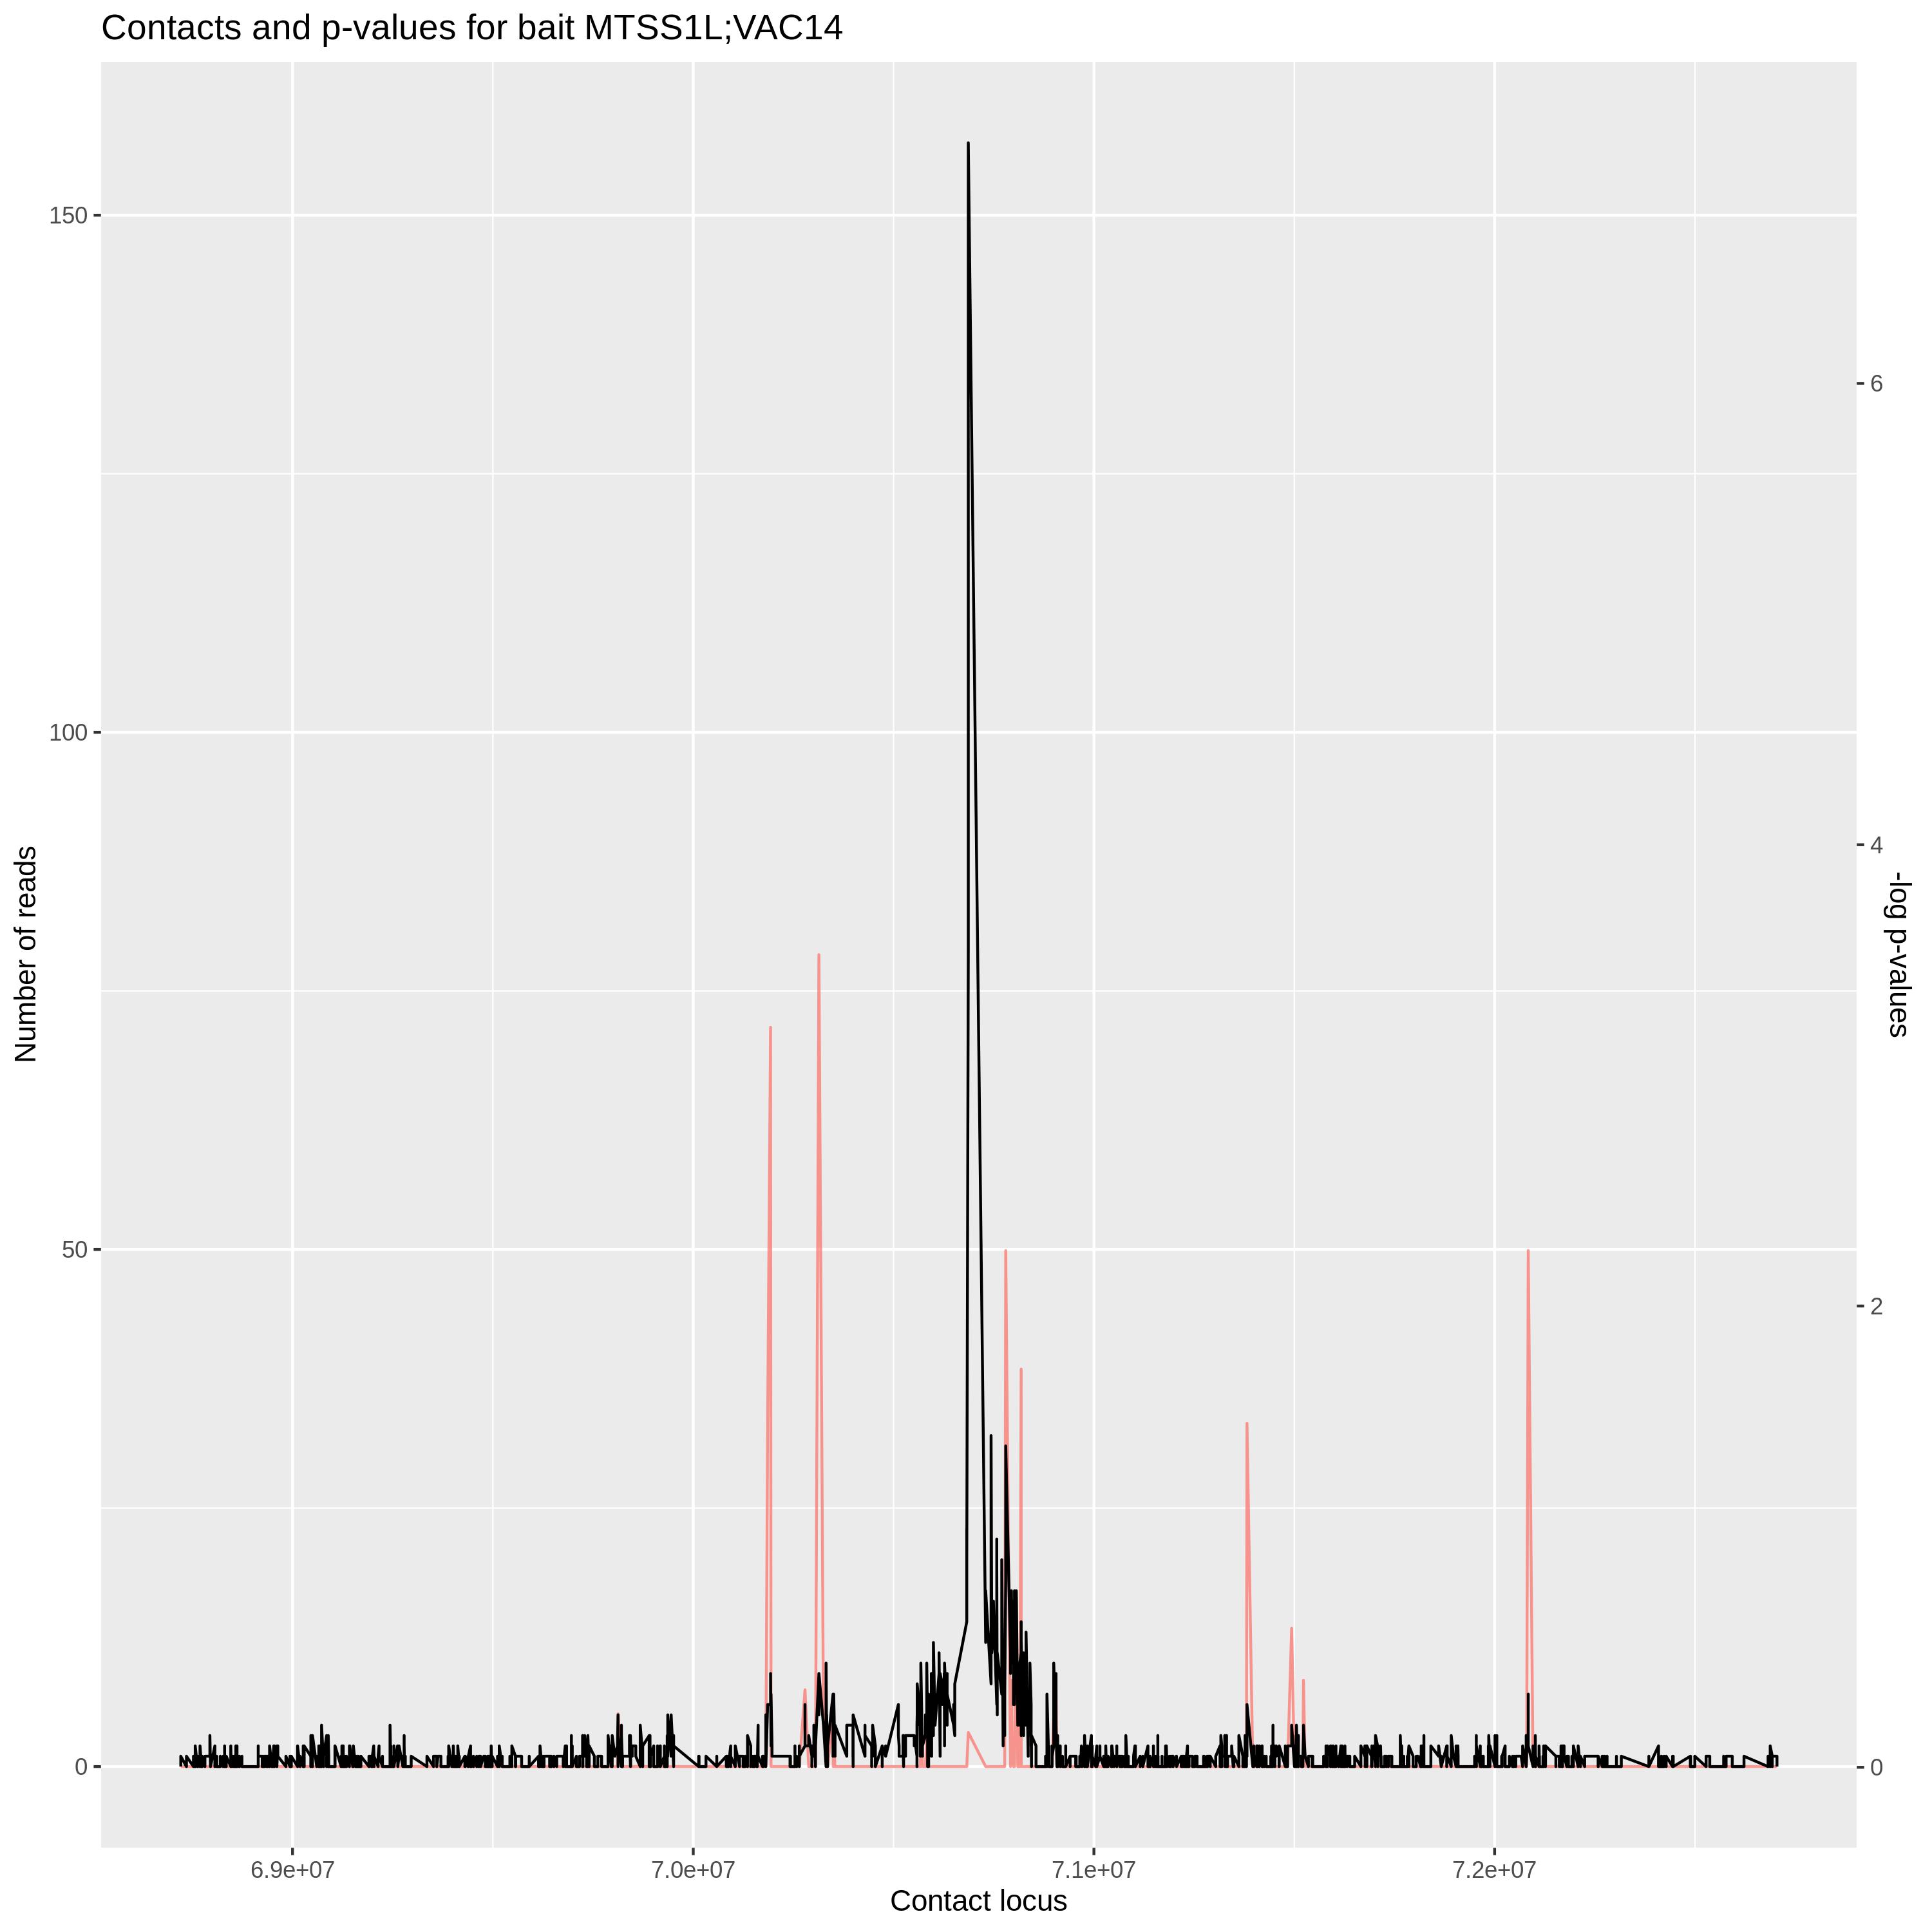 Contacts and p-values for bait MTSS1L;VAC14
150
100
50
0
Number of reads
6
4
2
0
-log p-values
6.9e+07
7.0e+07
7.1e+07
7.2e+07
Contact locus